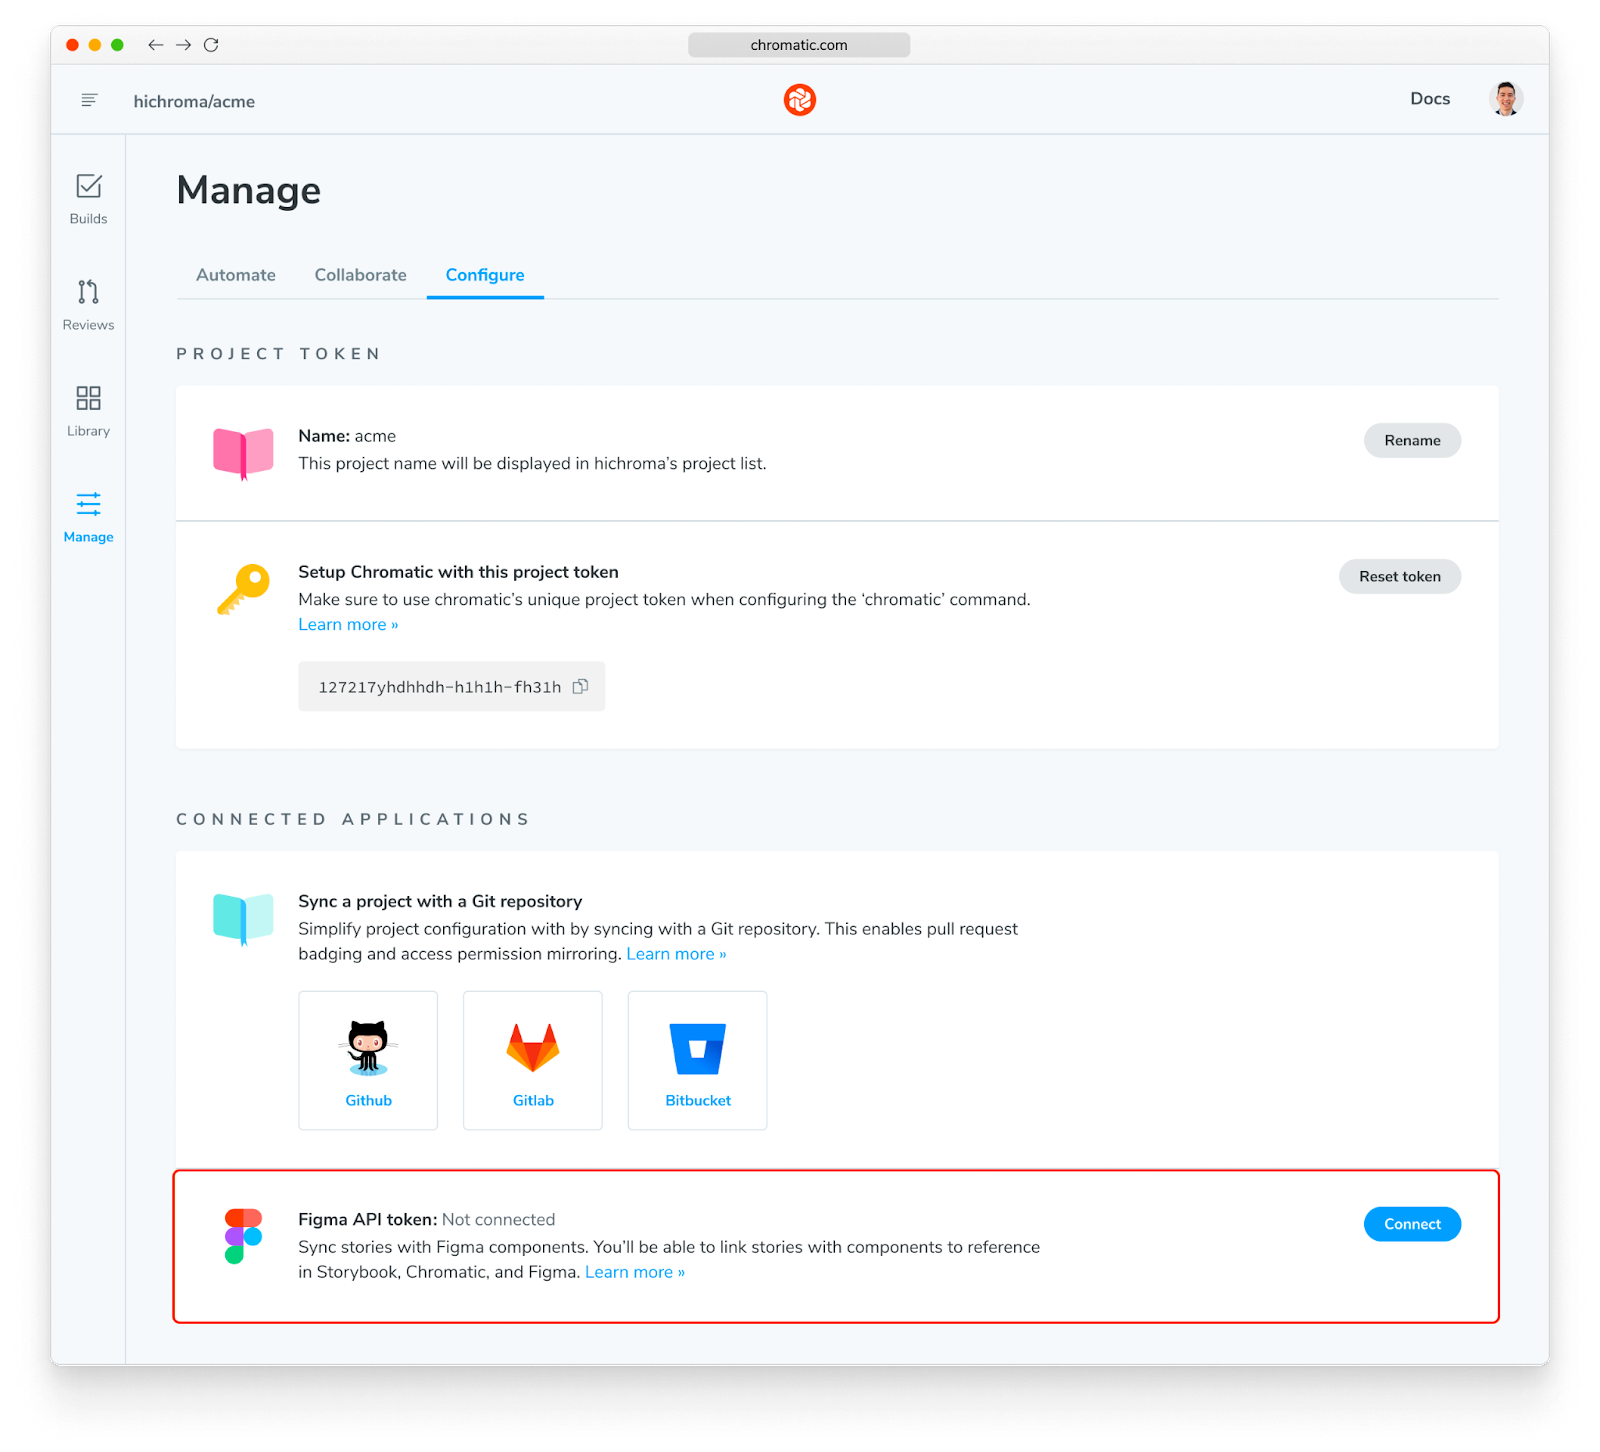 chromatic.com
hichroma/acme
Docs
Manage
Builds
Reviews
Library
Manage
Automate Collaborate Configure
PROJECT TOKEN
Name: acme
This project name will be displayed in hichroma’s project list.
Rename
Setup Chromatic with this project token
Make sure to use chromatic’s unique project token when configuring the ‘chromatic’ command.
Learn more »
Reset token
127217yhdhhdh-h1h1h-fh31h
CONNECTED APPLICATIONS
Sync a project with a Git repository
Simplify project configuration with by syncing with a Git repository. This enables pull request
badging and access permission mirroring. Learn more »
Github Gitlab Bitbucket
Figma API token: Not connected
Sync stories with Figma components. You’ll be able to link stories with components to reference
in Storybook, Chromatic, and Figma. Learn more »
Connect